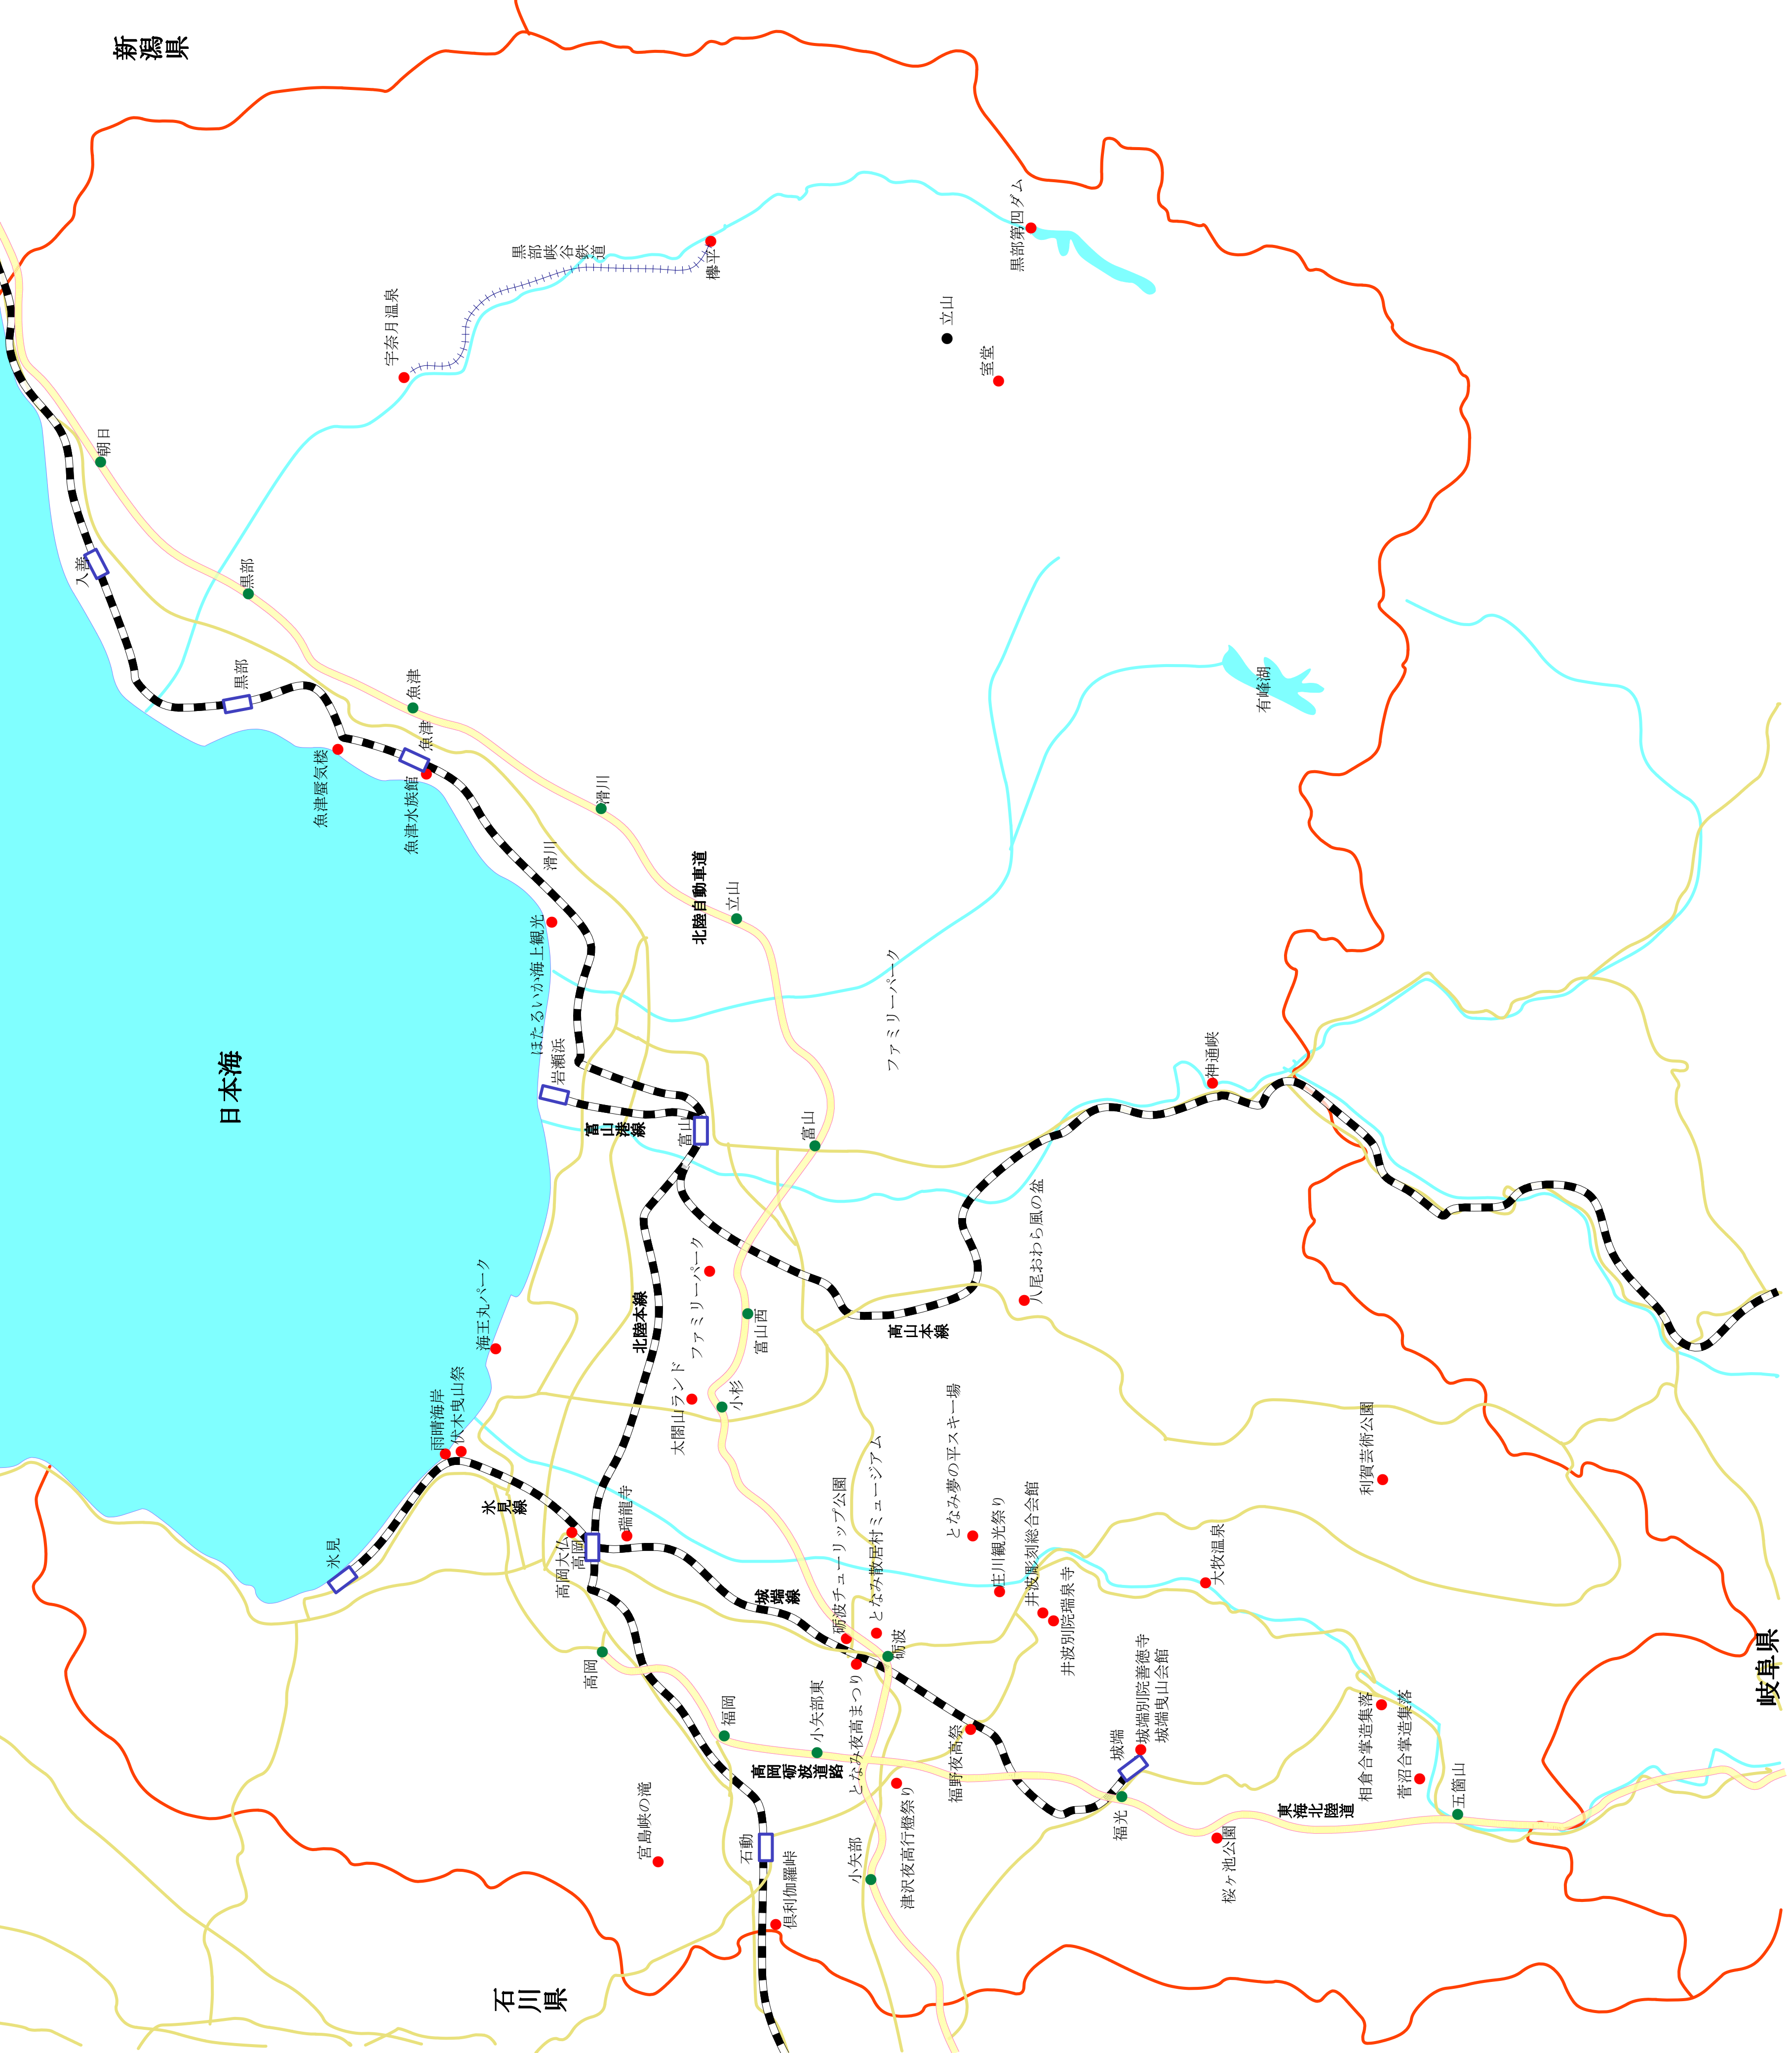 新潟県
黒部峡谷鉄道
宇奈月温泉
欅平
黒部第四ダム
立山
室堂
朝日
入善
黒部
黒部
魚津
魚津
魚津蜃気楼
魚津水族館
滑川
滑川
有峰湖
北陸自動車道
立山
ほたるいか海上観光
ファミリーパーク
日本海
岩瀬浜
富山港線
富山
富山
神通峡
八尾おわら風の盆
海王丸パーク
北陸本線
ファミリーパーク
富山西
高山本線
雨晴海岸
伏木曳山祭
太閤山ランド
小杉
となみ夢の平スキー場
利賀芸術公園
氷見線
氷見
瑞龍寺
高岡大仏
高岡
砺波チューリップ公園
となみ散居村ミュージアム
庄川観光祭り
井波彫刻総合会館
井波別院瑞泉寺
大牧温泉
城端線
砺波
高岡
福岡
小矢部東
となみ夜高まつり
高岡砺波道路
福野夜高祭
城端
城端別院善徳寺
城端曳山会館
相倉合掌造集落
菅沼合掌造集落
岐阜県
五箇山
東海北陸道
宮島峡の滝
石動
倶利伽羅峠
小矢部
津沢夜高行燈祭り
福光
桜ヶ池公園
石川県